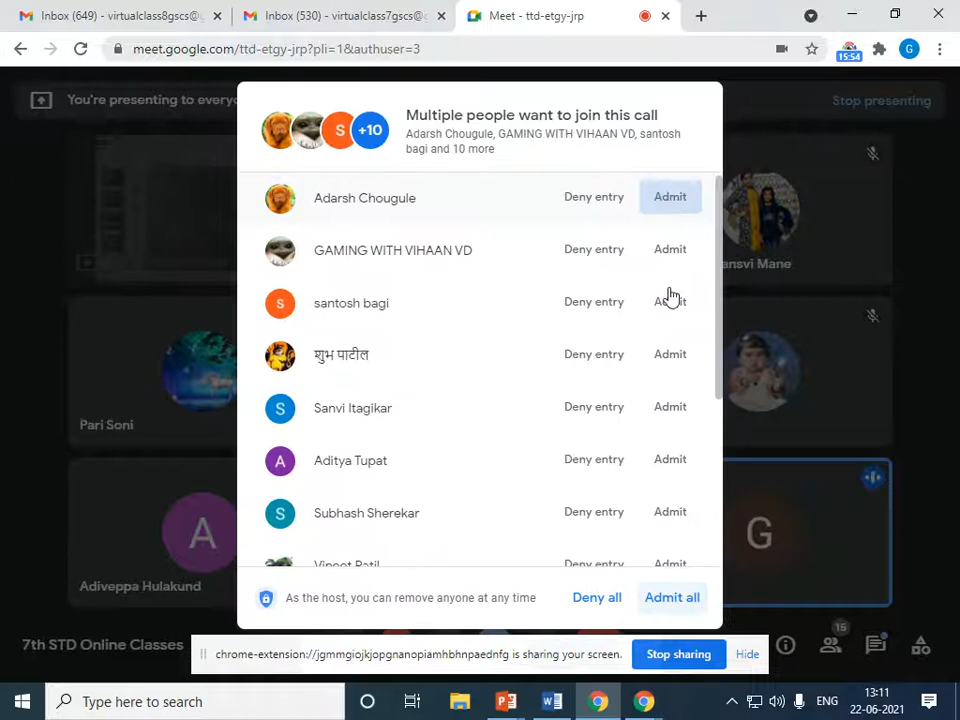 Inbox (649) - virtualclass8gscs@
Inbox (530) - virtualclass7gscs@
Meet - ttd-etgy-jrp
meet.google.com/ttd-etgy-jrp?pli=1&authuser=3
15:54
G
You're presenting to everyo
Stop presenting
S
+10
Multiple people want to join this call
Adarsh Chougule, GAMING WITH VIHAAN VD, santosh
bagi and 10 more
Adarsh Chougule Deny entry Admit
GAMING WITH VIHAAN VD Deny entry Admit
S santosh bagi Deny entry Admit
शुभ पाटील Deny entry Admit
S Sanvi Itagikar Deny entry Admit
A Aditya Tupat Deny entry Admit
S Subhash Sherekar Deny entry Admit
Vineet Patil Deny entry Admit
ansvi Mane
Pari Soni
A
Adiveppa Hulakund
G
As the host, you can remove anyone at any time
Deny all
Admit all
7th STD Online Classes
15
chrome-extension://jgmmgiojkjopgnanopiamhbhnpaednfg is sharing your screen.
Stop sharing
Hide
Type here to search
ENG
13:11
22-06-2021